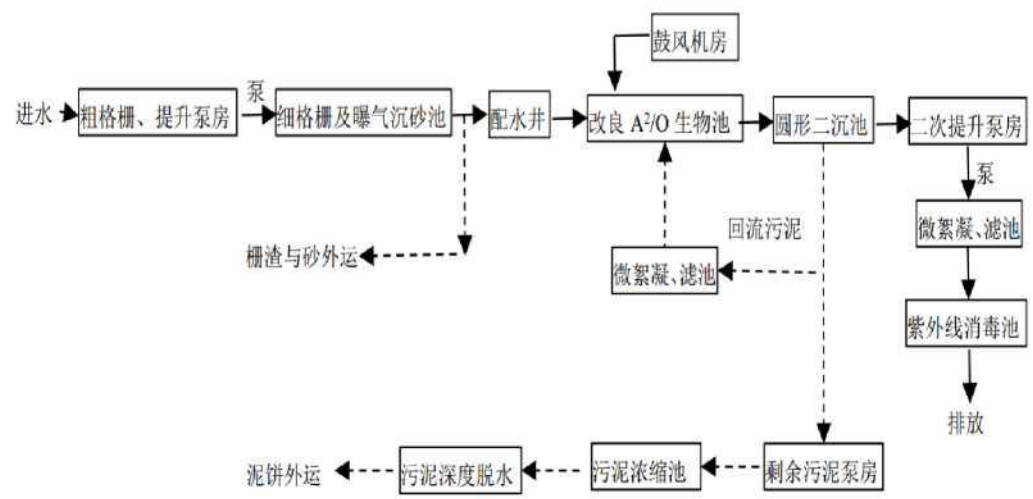 鼓风机房
泵
进水
粗格栅、提升泵房
细格栅及曝气沉砂池
配水井
改良 A²/O 生物池
圆形二沉池
二次提升泵房
泵
回流污泥
微絮凝、滤池
栅渣与砂外运
微絮凝、滤池
紫外线消毒池
排放
泥饼外运
污泥深度脱水
污泥浓缩池
剩余污泥泵房